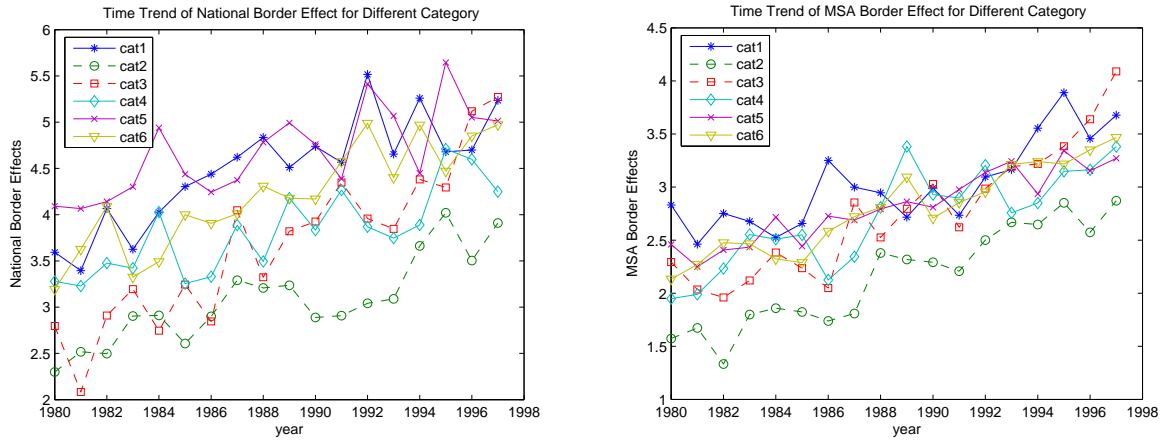 Time Trend of National Border Effect for Different Category
6
5.5
5
4.5
4
3.5
3
2.5
2
National Border Effects
cat1
cat2
cat3
cat4
cat5
cat6
1980 1982 1984 1986 1988 1990 1992 1994 1996 1998
year
Time Trend of MSA Border Effect for Different Category
4.5
4
3.5
3
2.5
2
1.5
1
MSA Border Effects
cat1
cat2
cat3
cat4
cat5
cat6
1980 1982 1984 1986 1988 1990 1992 1994 1996 1998
year